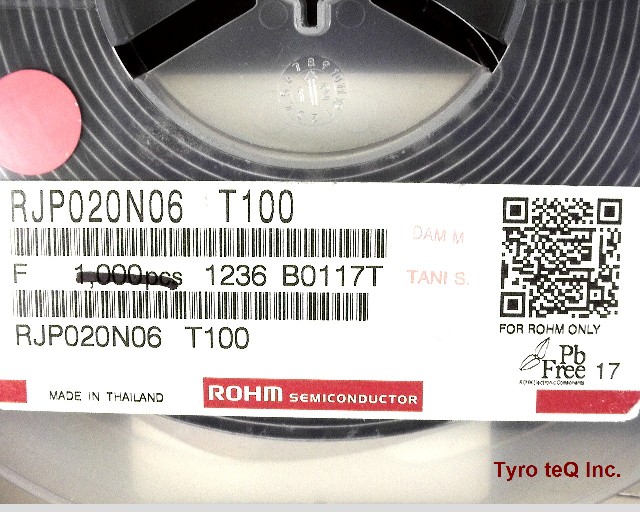 RJP020N06 T100
DAM M
F 1,000pcs 1236 B0117T TANI S.
RJP020N06 T100
FOR ROHM ONLY
Pb
Free 17
MADE IN THAILAND ROHM SEMICONDUCTOR
Tyro teQ Inc.